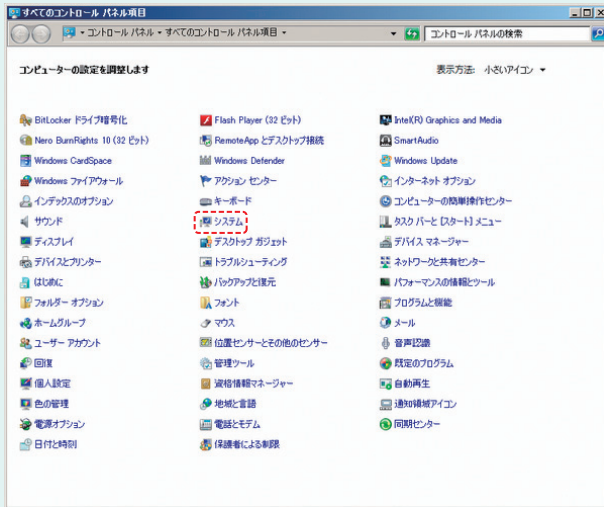 すべてのコントロール パネル項目
コントロール パネル ▸ すべてのコントロール パネル項目
コントロール パネルの検索
コンピューターの設定を調整します
表示方法: 小さいアイコン
BitLocker ドライブ暗号化
Flash Player (32 ビット)
Intel(R) Graphics and Media
Nero BurnRights 10 (32 ビット)
RemoteApp とデスクトップ接続
SmartAudio
Windows CardSpace
Windows Defender
Windows Update
Windows ファイアウォール
アクション センター
インターネット オプション
インデックスのオプション
キーボード
コンピューターの簡単操作センター
サウンド
システム
タスク バーと [スタート] メニュー
ディスプレイ
デスクトップ ガジェット
デバイス マネージャー
デバイスとプリンター
トラブルシューティング
ネットワークと共有センター
はじめに
バックアップと復元
パフォーマンスの情報とツール
フォルダー オプション
フォント
プログラムと機能
ホームグループ
マウス
メール
ユーザー アカウント
位置センサーとその他のセンサー
音声認識
回復
管理ツール
既定のプログラム
個人設定
資格情報マネージャー
自動再生
色の管理
地域と言語
通知領域アイコン
電源オプション
電話とモデム
同期センター
日付と時刻
保護者による制限